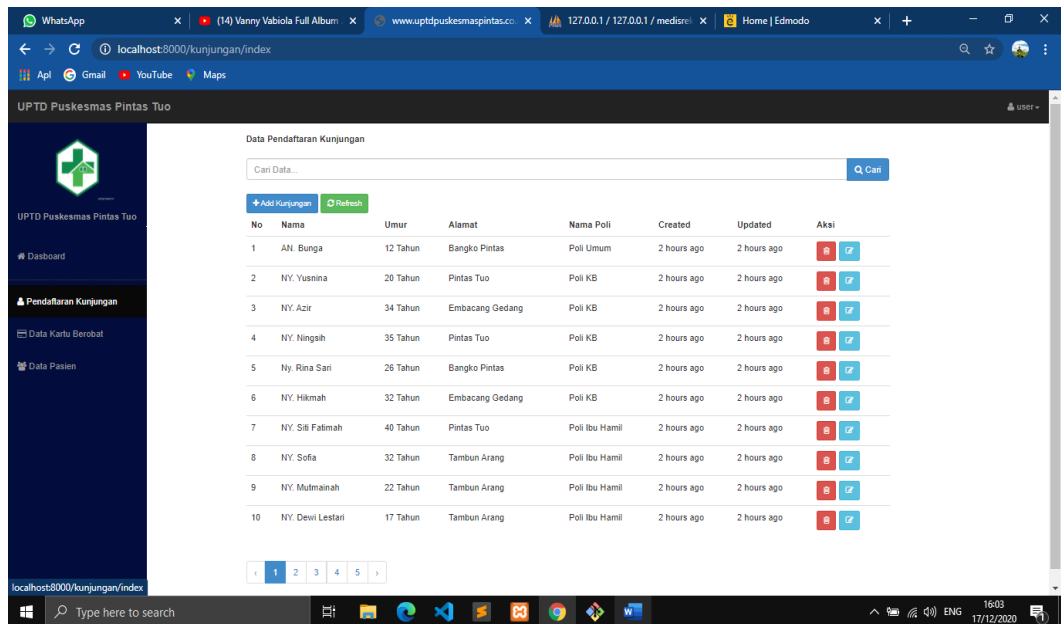 WhatsApp
(14) Vanny Vabiola Full Album
www.uptdpuskesmaspintas.co
127.0.0.1 / 127.0.0.1 / medisrek
Home | Edmodo
localhost:8000/kunjungan/index
Apl Gmail YouTube Maps
UPTD Puskesmas Pintas Tuo
user
UPTD Puskesmas Pintas Tuo
Dasboard
Pendaftaran Kunjungan
Data Kartu Berobat
Data Pasien
Data Pendaftaran Kunjungan
Cari Data...
Cari
Add Kunjungan
Refresh
No Nama Umur Alamat Nama Poli Created Updated Aksi
1 AN. Bunga 12 Tahun Bangko Pintas Poli Umum 2 hours ago 2 hours ago
2 NY. Yusnina 20 Tahun Pintas Tuo Poli KB 2 hours ago 2 hours ago
3 NY. Azir 34 Tahun Embacang Gedang Poli KB 2 hours ago 2 hours ago
4 NY. Ningsih 35 Tahun Pintas Tuo Poli KB 2 hours ago 2 hours ago
5 Ny. Rina Sari 26 Tahun Bangko Pintas Poli KB 2 hours ago 2 hours ago
6 NY. Hikmah 32 Tahun Embacang Gedang Poli KB 2 hours ago 2 hours ago
7 NY. Siti Fatimah 40 Tahun Pintas Tuo Poli Ibu Hamil 2 hours ago 2 hours ago
8 NY. Sofia 32 Tahun Tambun Arang Poli Ibu Hamil 2 hours ago 2 hours ago
9 NY. Mutmainah 22 Tahun Tambun Arang Poli Ibu Hamil 2 hours ago 2 hours ago
10 NY. Dewi Lestari 17 Tahun Tambun Arang Poli Ibu Hamil 2 hours ago 2 hours ago
‹ 1 2 3 4 5 ›
localhost:8000/kunjungan/index
Type here to search
ENG
16:03
17/12/2020